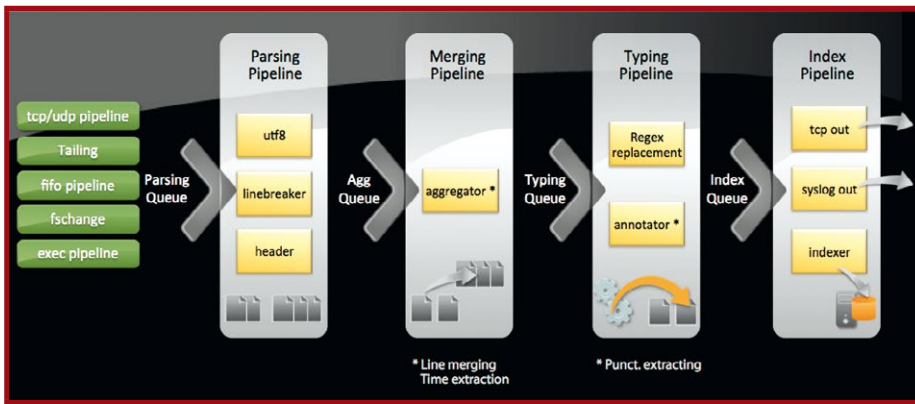 tcp/udp pipeline
Tailing
fifo pipeline
fschange
exec pipeline
Parsing
Queue
Parsing
Pipeline
utf8
linebreaker
header
Agg
Queue
Merging
Pipeline
aggregator *
* Line merging
Time extraction
Typing
Queue
Typing
Pipeline
Regex
replacement
annotator *
* Punct. extracting
Index
Queue
Index
Pipeline
tcp out
syslog out
indexer